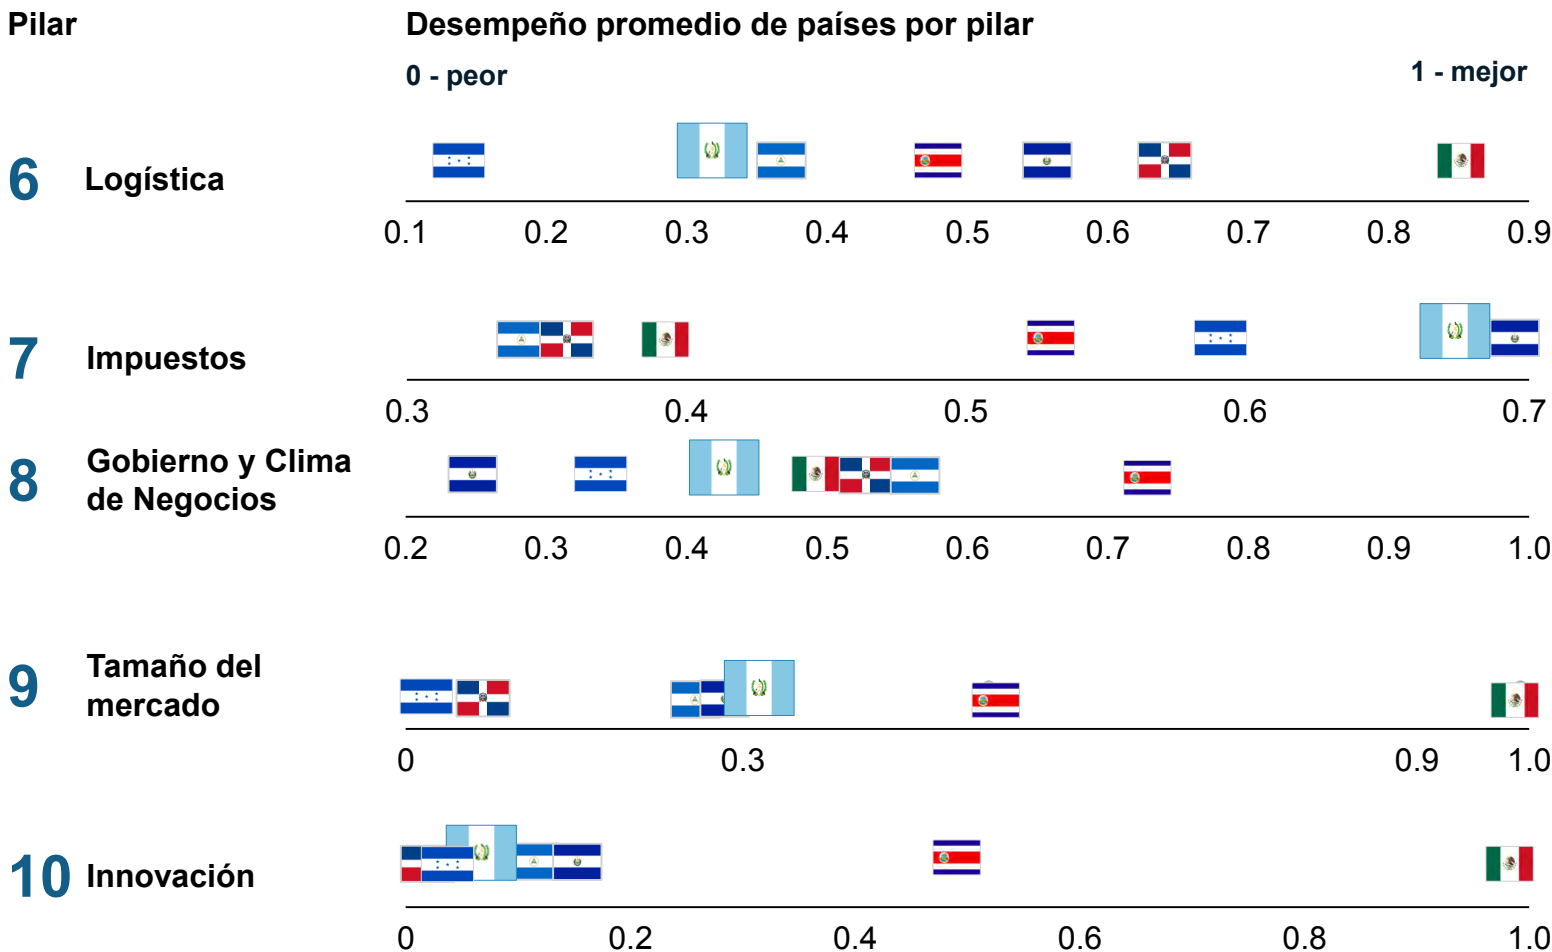 Pilar
Desempeño promedio de países por pilar
0 - peor
1 - mejor
6
Logística
0.1 0.2 0.3 0.4 0.5 0.6 0.7 0.8 0.9
7
Impuestos
0.3 0.4 0.5 0.6 0.7
8
Gobierno y Clima
de Negocios
0.2 0.3 0.4 0.5 0.6 0.7 0.8 0.9 1.0
9
Tamaño del
mercado
0 0.3 0.9 1.0
10
Innovación
0 0.2 0.4 0.6 0.8 1.0